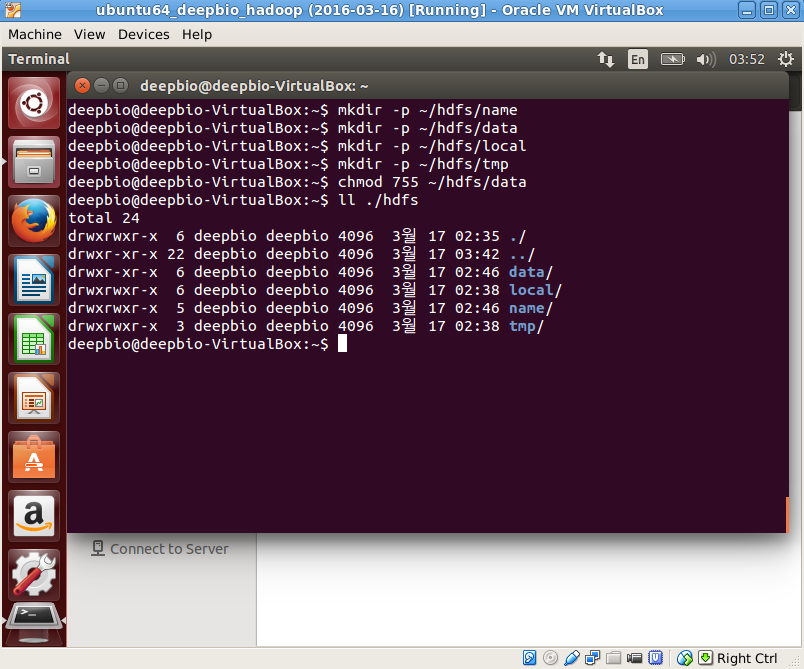 ubuntu64_deepbio_hadoop (2016-03-16) [Running] - Oracle VM VirtualBox
Machine View Devices Help
Terminal En 03:52
deepbio@deepbio-VirtualBox: ~
deepbio@deepbio-VirtualBox:~$ mkdir -p ~/hdfs/name
deepbio@deepbio-VirtualBox:~$ mkdir -p ~/hdfs/data
deepbio@deepbio-VirtualBox:~$ mkdir -p ~/hdfs/local
deepbio@deepbio-VirtualBox:~$ mkdir -p ~/hdfs/tmp
deepbio@deepbio-VirtualBox:~$ chmod 755 ~/hdfs/data
deepbio@deepbio-VirtualBox:~$ ll ./hdfs
total 24
drwxrwxr-x  6 deepbio deepbio 4096  3월 17 02:35 ./
drwxr-xr-x 22 deepbio deepbio 4096  3월 17 03:42 ../
drwxr-xr-x  6 deepbio deepbio 4096  3월 17 02:46 data/
drwxrwxr-x  6 deepbio deepbio 4096  3월 17 02:38 local/
drwxrwxr-x  5 deepbio deepbio 4096  3월 17 02:46 name/
drwxrwxr-x  3 deepbio deepbio 4096  3월 17 02:38 tmp/
deepbio@deepbio-VirtualBox:~$
Connect to Server
Right Ctrl